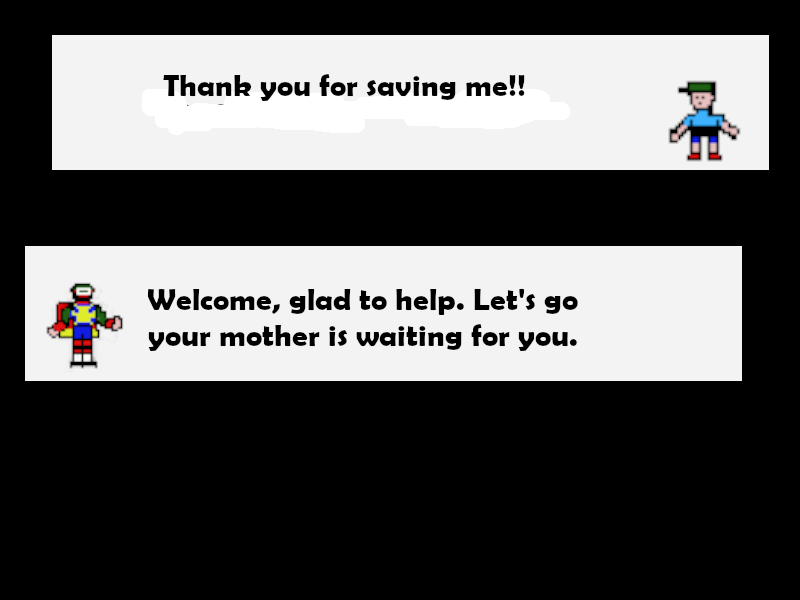 Thank you for saving me!!
Welcome, glad to help. Let's go
your mother is waiting for you.